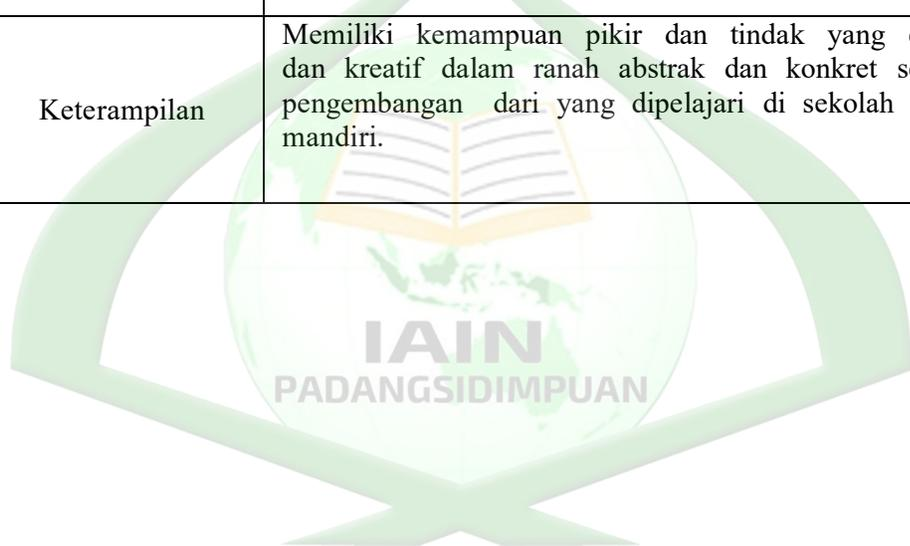 Memiliki kemampuan pikir dan tindak yang
dan kreatif dalam ranah abstrak dan konkret
Keterampilan
pengembangan dari yang dipelajari di sekolah
mandiri.
IAIN
PADANGSIDIMPUAN